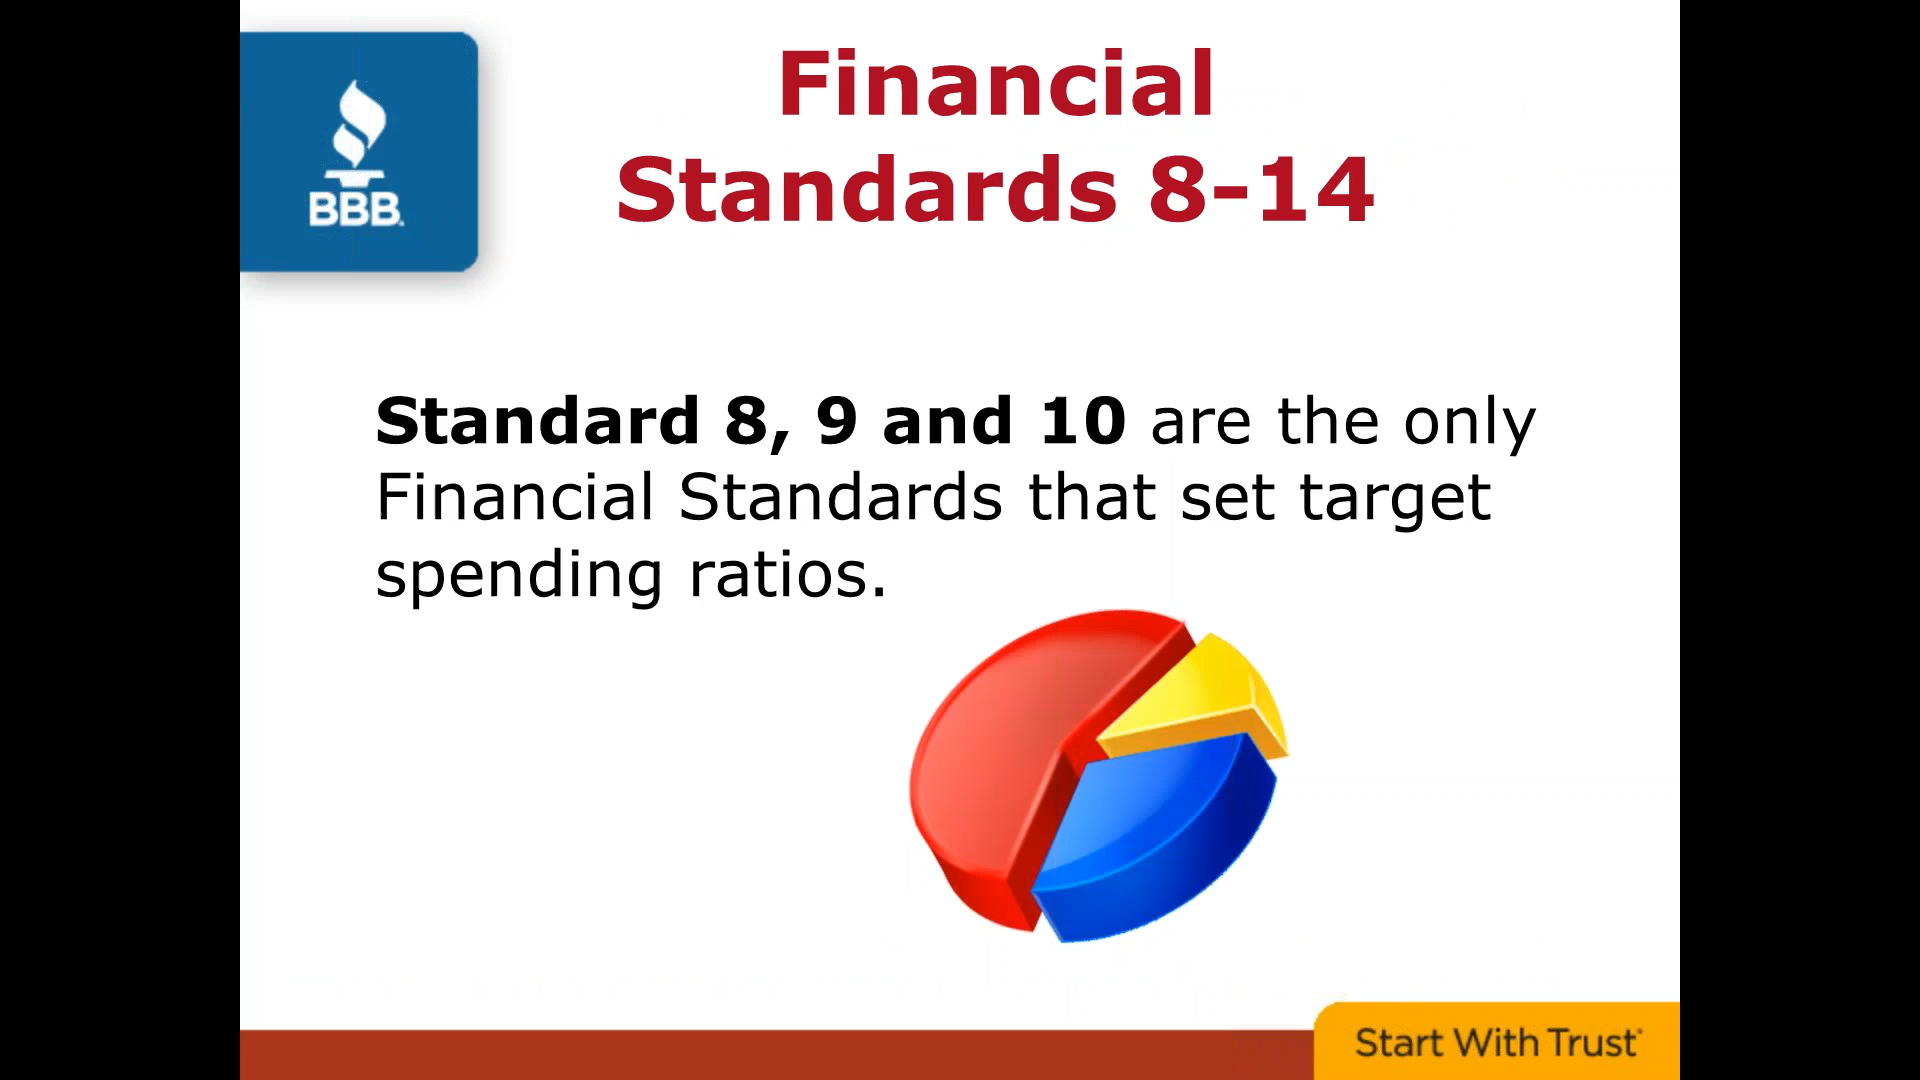 BBB.
Financial
Standards 8-14
Standard 8, 9 and 10 are the only
Financial Standards that set target
spending ratios.
Start With Trust®